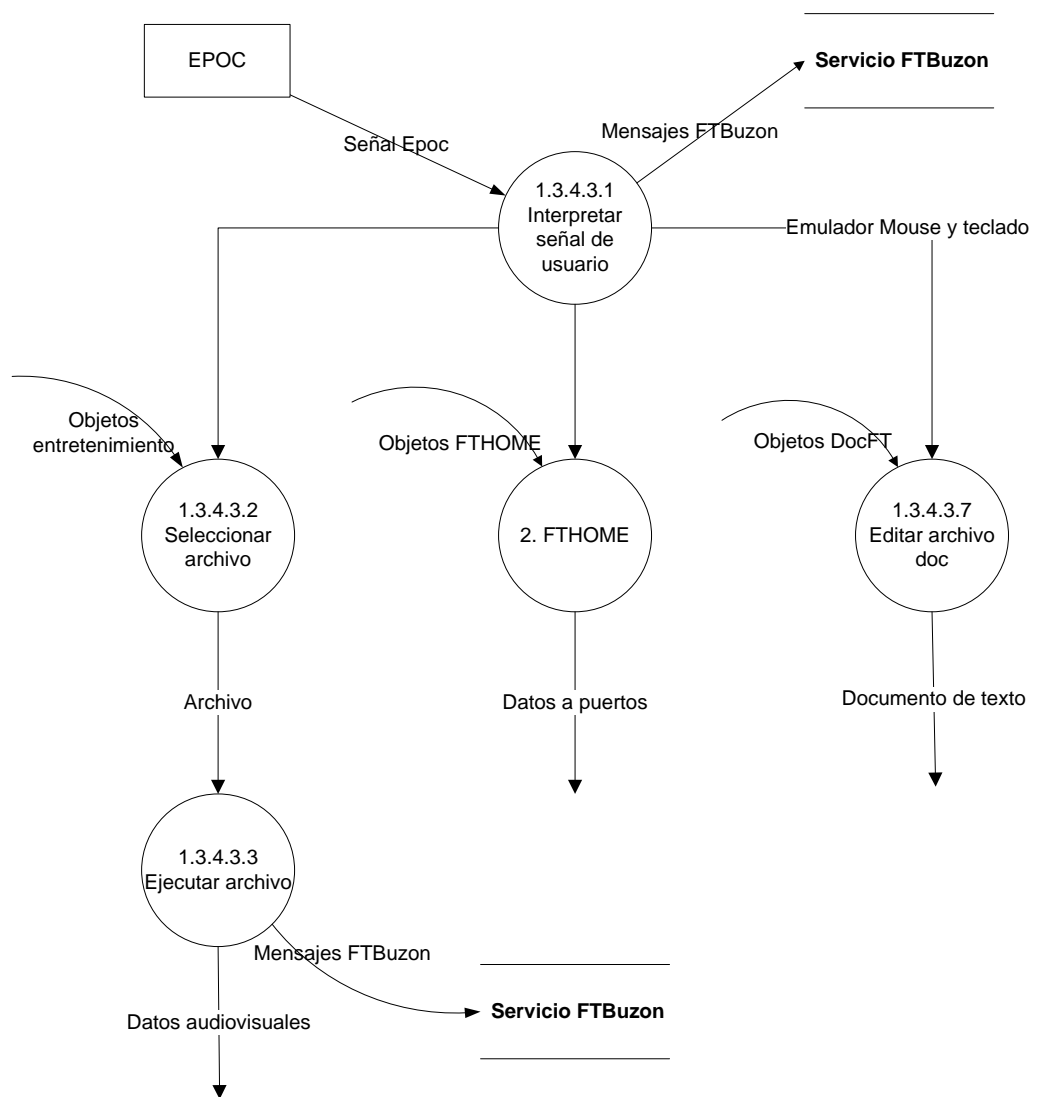 EPOC
Servicio FTBuzon
Señal Epoc
Mensajes FTBuzon
1.3.4.3.1
Interpretar
señal de
usuario
Emulador Mouse y teclado
Objetos
entretenimiento
Objetos FTHOME
Objetos DocFT
1.3.4.3.2
Seleccionar
archivo
2. FTHOME
1.3.4.3.7
Editar archivo
doc
Archivo
Datos a puertos
Documento de texto
1.3.4.3.3
Ejecutar archivo
Mensajes FTBuzon
Servicio FTBuzon
Datos audiovisuales